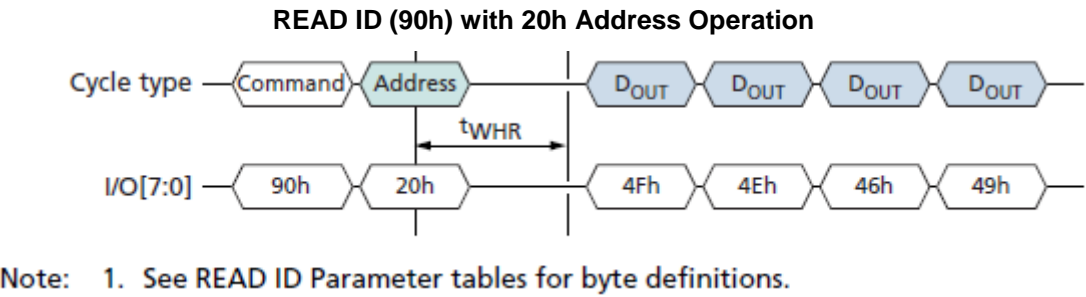 READ ID (90h) with 20h Address Operation
Cycle type Command Address DOUT DOUT DOUT DOUT
tWHR
I/O[7:0] 90h 20h 4Fh 4Eh 46h 49h
Note: 1. See READ ID Parameter tables for byte definitions.